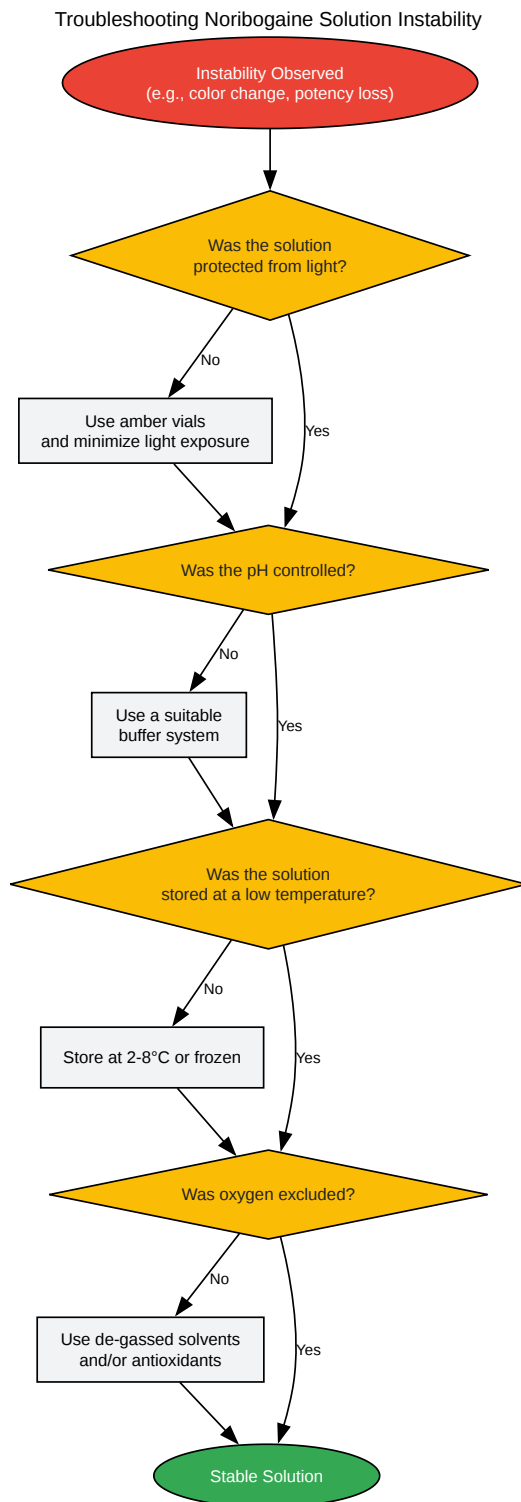 Troubleshooting Noribogaine Solution Instability
Instability Observed
(e.g., color change, potency loss)
Was the solution
protected from light?
No
Use amber vials
and minimize light exposure
Yes
Was the pH controlled?
No
Use a suitable
buffer system
Yes
Was the solution
stored at a low temperature?
No
Store at 2-8°C or frozen
Yes
Was oxygen excluded?
No
Use de-gassed solvents
and/or antioxidants
Yes
Stable Solution